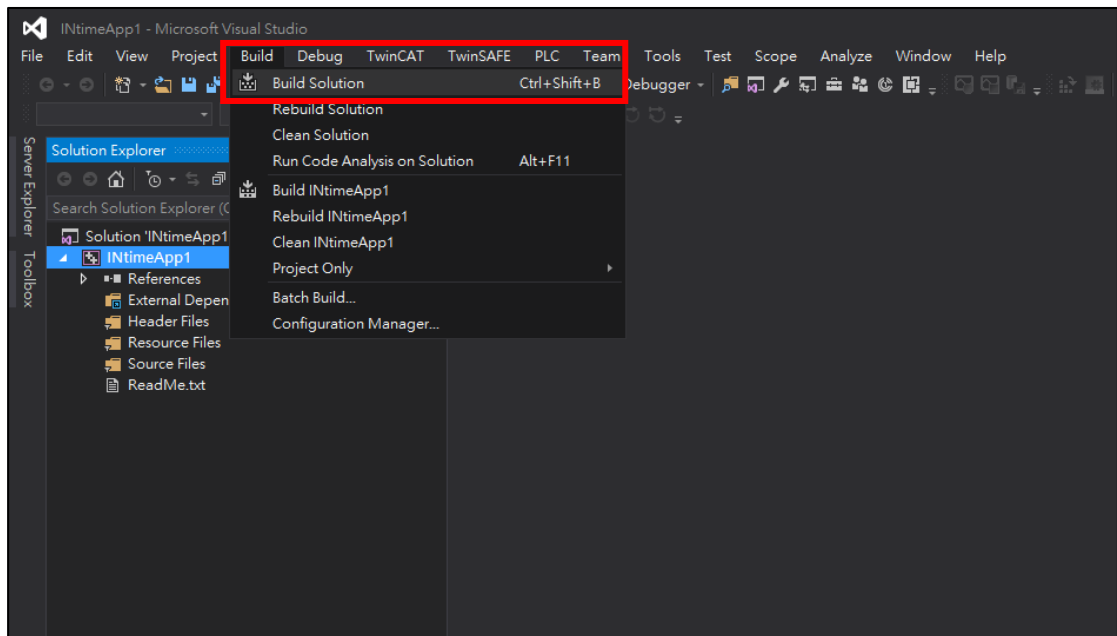 INtimeApp1 - Microsoft Visual Studio
File Edit View Project Build Debug TwinCAT TwinSAFE PLC Team Tools Test Scope Analyze Window Help
Build Solution Ctrl+Shift+B
Debugger
Rebuild Solution
Clean Solution
Run Code Analysis on Solution Alt+F11
Build INtimeApp1
Rebuild INtimeApp1
Clean INtimeApp1
Project Only
Batch Build...
Configuration Manager...
Server Explorer
Toolbox
Solution Explorer
Search Solution Explorer (C
Solution 'INtimeApp1
INtimeApp1
References
External Depen
Header Files
Resource Files
Source Files
ReadMe.txt